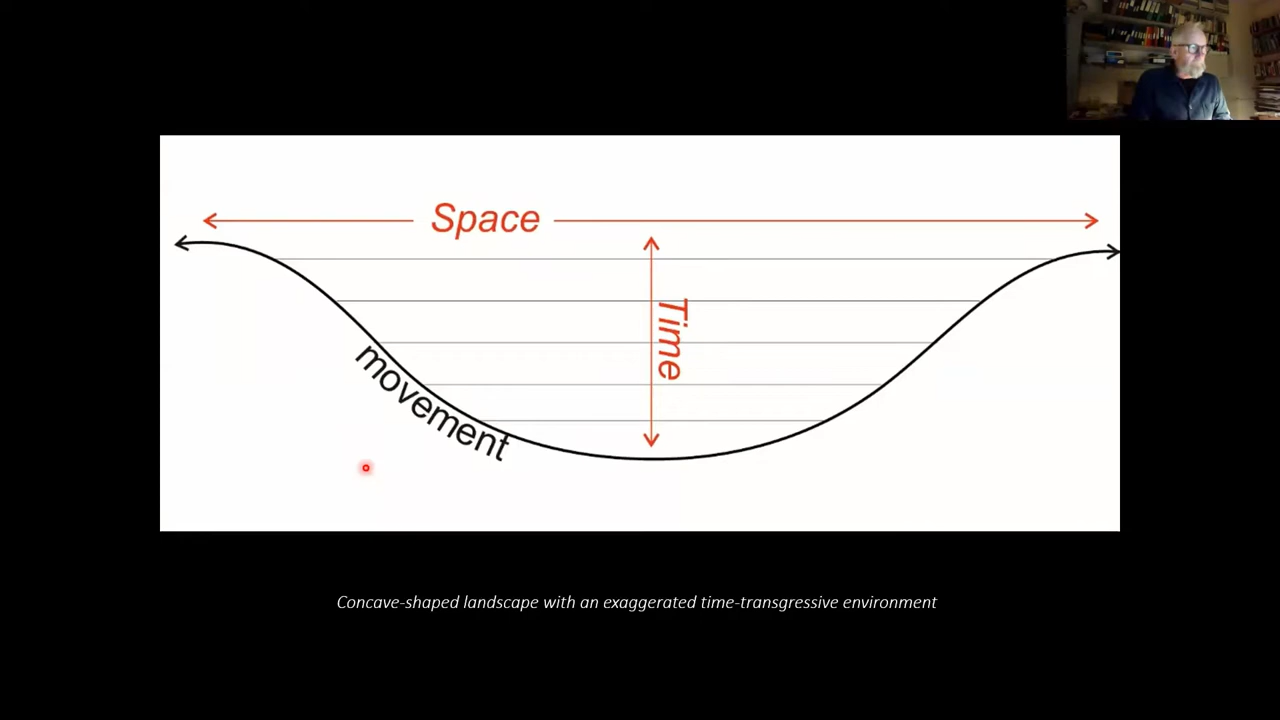 Space
Time
movement
Concave-shaped landscape with an exaggerated time-transgressive environment